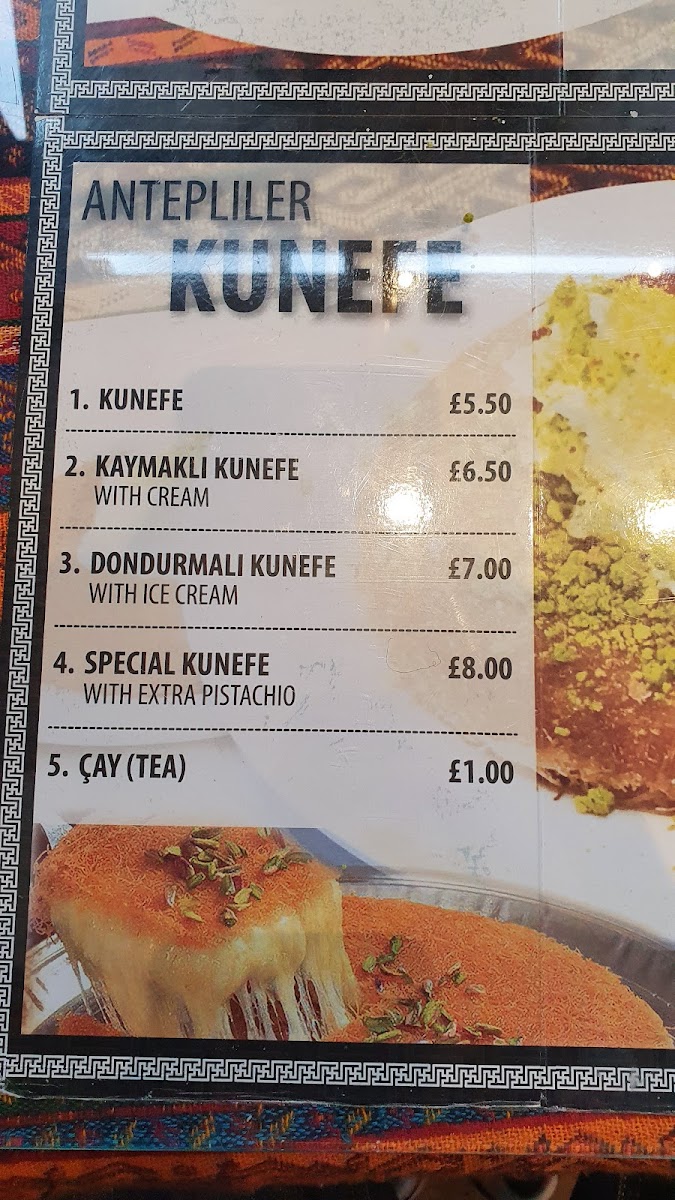 ANTEPLILER
KUNEFE
1. KUNEFE £5.50
2. KAYMAKLI KUNEFE £6.50
WITH CREAM
3. DONDURMALI KUNEFE £7.00
WITH ICE CREAM
4. SPECIAL KUNEFE £8.00
WITH EXTRA PISTACHIO
5. ÇAY (TEA) £1.00